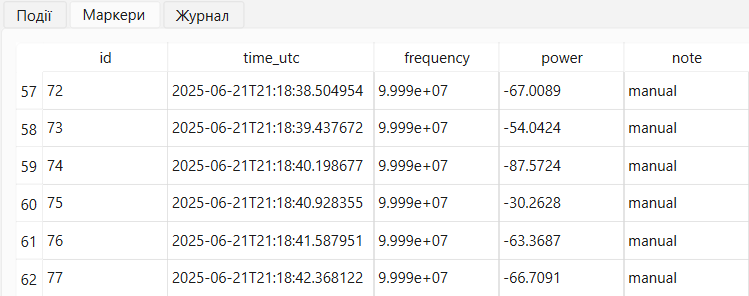 Події Маркери Журнал
id time_utc frequency power note
57 72 2025-06-21T21:18:38.504954 9.999e+07 -67.0089 manual
58 73 2025-06-21T21:18:39.437672 9.999e+07 -54.0424 manual
59 74 2025-06-21T21:18:40.198677 9.999e+07 -87.5724 manual
60 75 2025-06-21T21:18:40.928355 9.999e+07 -30.2628 manual
61 76 2025-06-21T21:18:41.587951 9.999e+07 -63.3687 manual
62 77 2025-06-21T21:18:42.368122 9.999e+07 -66.7091 manual